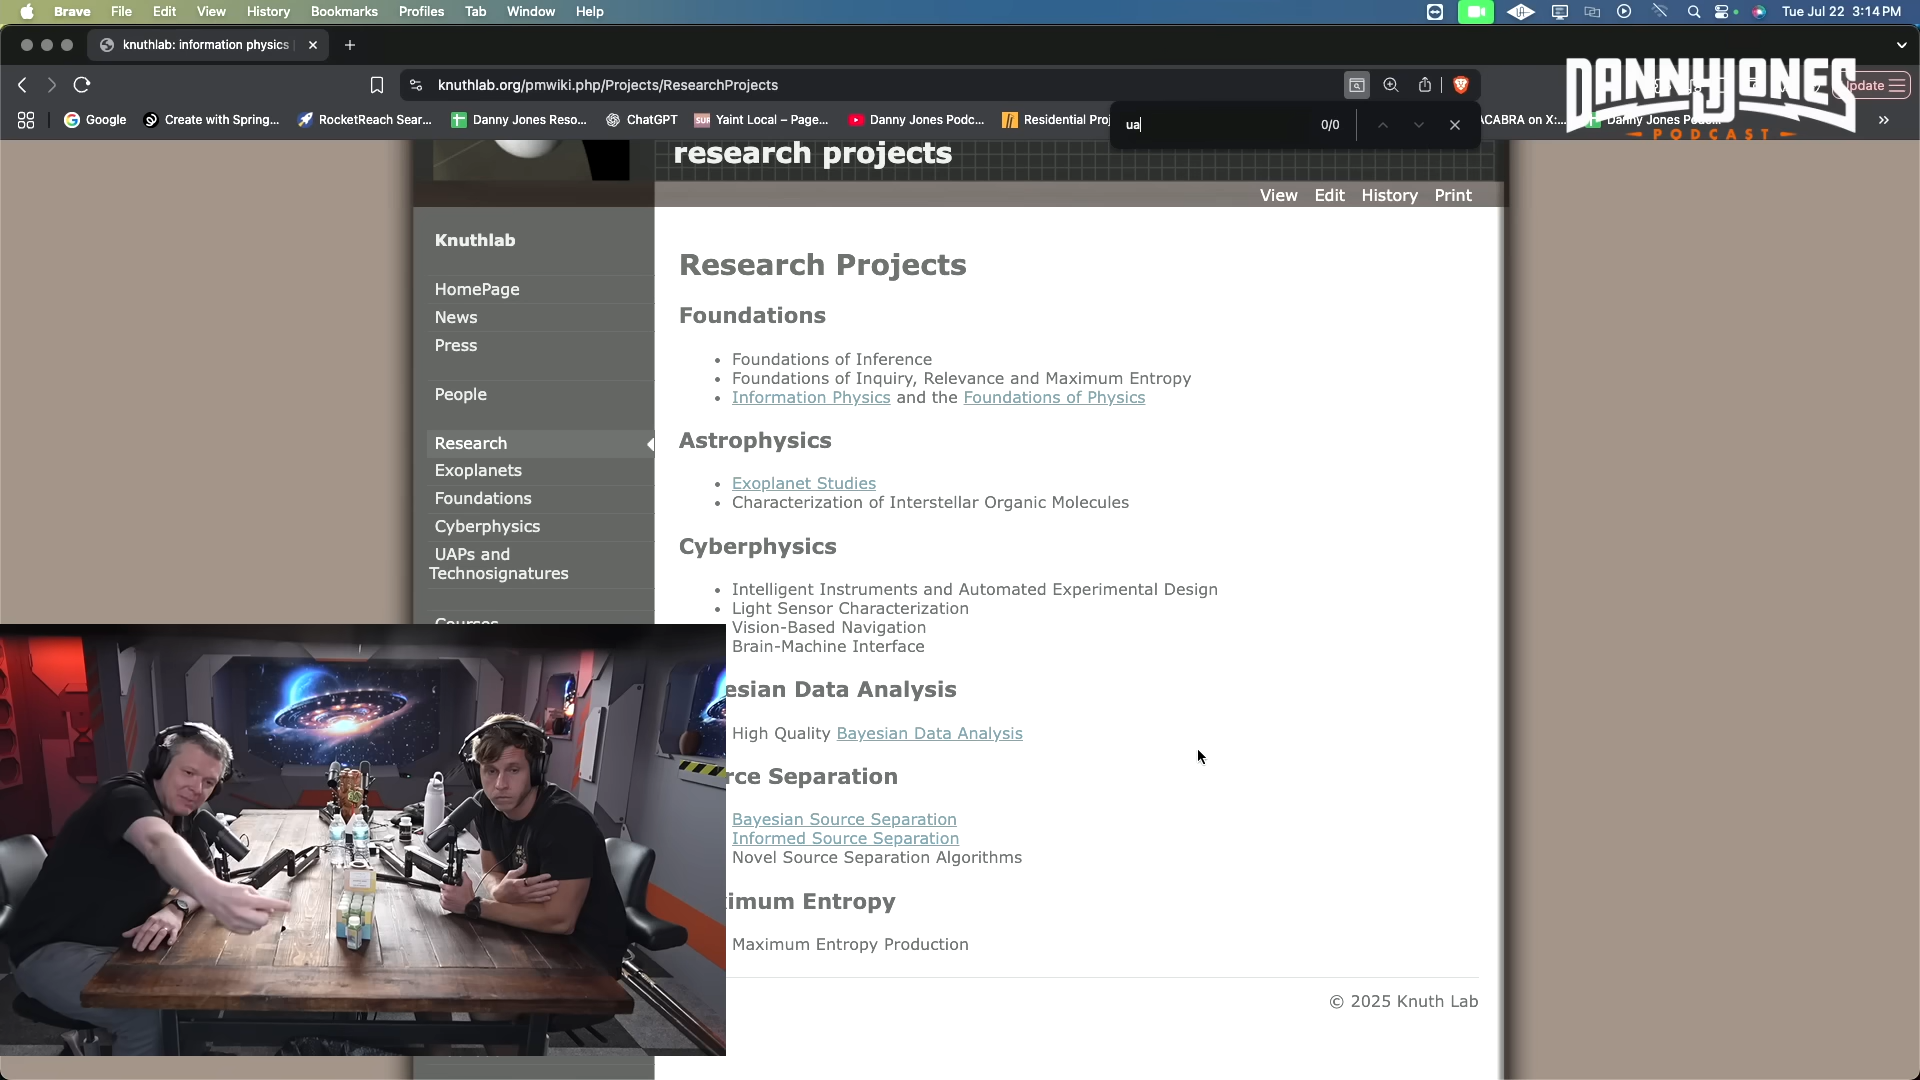 Brave File Edit View History Bookmarks Profiles Tab Window Help Tue Jul 22 3:14 PM
knuthlab: information physics
knuthlab.org/pmwiki.php/Projects/ResearchProjects
DANNY JONES
PODCAST
Google Create with Spring... RocketReach Sear... Danny Jones Reso... ChatGPT Yaint Local – Page... Danny Jones Podc... Residential Proj
ua 0/0
ACABRA on X:...
research projects
View Edit History Print
Knuthlab
HomePage
News
Press
People
Research
Exoplanets
Foundations
Cyberphysics
UAPs and
Technosignatures
Courses
Research Projects
Foundations
• Foundations of Inference
• Foundations of Inquiry, Relevance and Maximum Entropy
• Information Physics and the Foundations of Physics
Astrophysics
• Exoplanet Studies
• Characterization of Interstellar Organic Molecules
Cyberphysics
• Intelligent Instruments and Automated Experimental Design
• Light Sensor Characterization
Vision-Based Navigation
Brain-Machine Interface
esian Data Analysis
High Quality Bayesian Data Analysis
rce Separation
Bayesian Source Separation
Informed Source Separation
Novel Source Separation Algorithms
imum Entropy
Maximum Entropy Production
© 2025 Knuth Lab